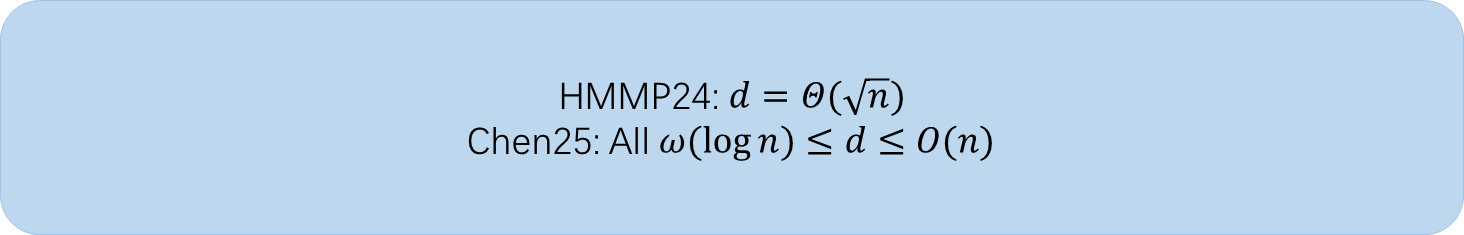 HMMP24: d = Θ(√n)
Chen25: All ω(log n) ≤ d ≤ O(n)